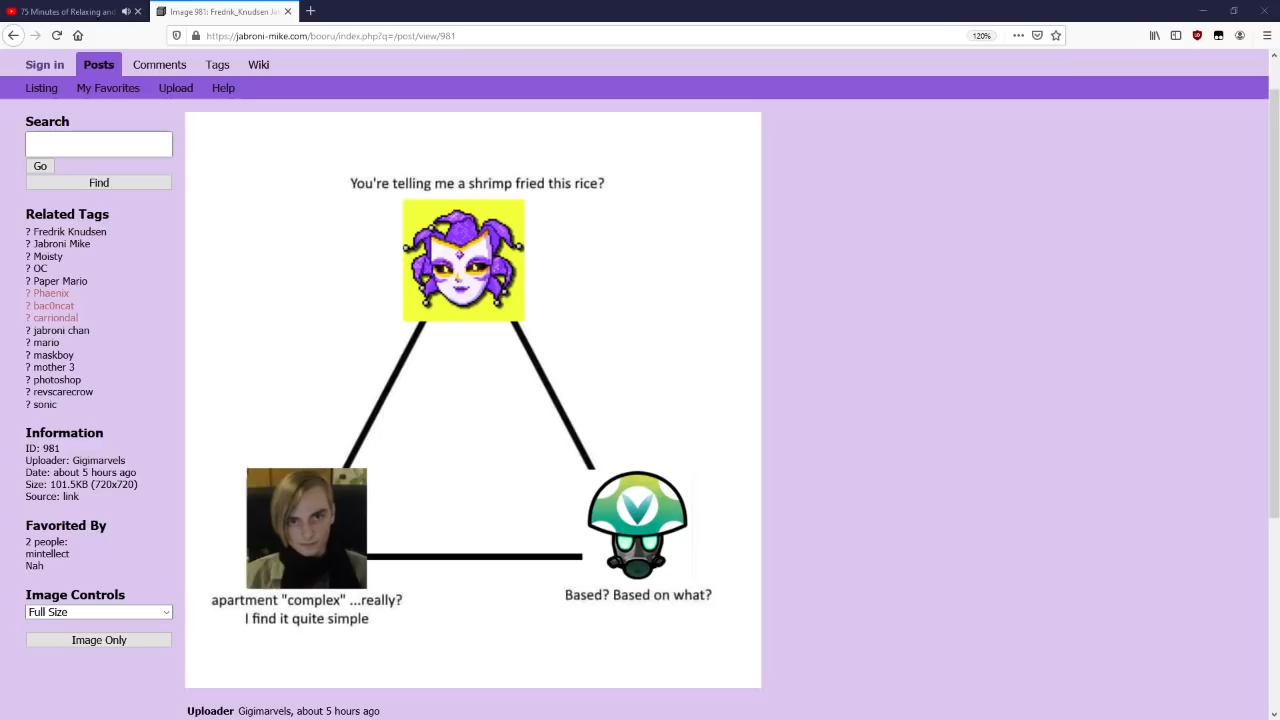 75 Minutes of Relaxing and
Image 981: Fredrik_Knudsen Ja
https://jabroni-mike.com/booru/index.php?q=/post/view/981
120%
Sign in
Posts
Comments
Tags
Wiki
Listing
My Favorites
Upload
Help
Search
Go
Find
Related Tags
? Fredrik Knudsen
? Jabroni Mike
? Moisty
? OC
? Paper Mario
? Phaenix
? bac0ncat
? carriondal
? jabroni chan
? mario
? maskboy
? mother 3
? photoshop
? revscarecrow
? sonic
Information
ID: 981
Uploader: Gigimarvels
Date: about 5 hours ago
Size: 101.5KB (720x720)
Source: link
Favorited By
2 people:
mintellect
Nah
Image Controls
Full Size
Image Only
You're telling me a shrimp fried this rice?
apartment "complex" ...really?
I find it quite simple
Based? Based on what?
Uploader Gigimarvels, about 5 hours ago